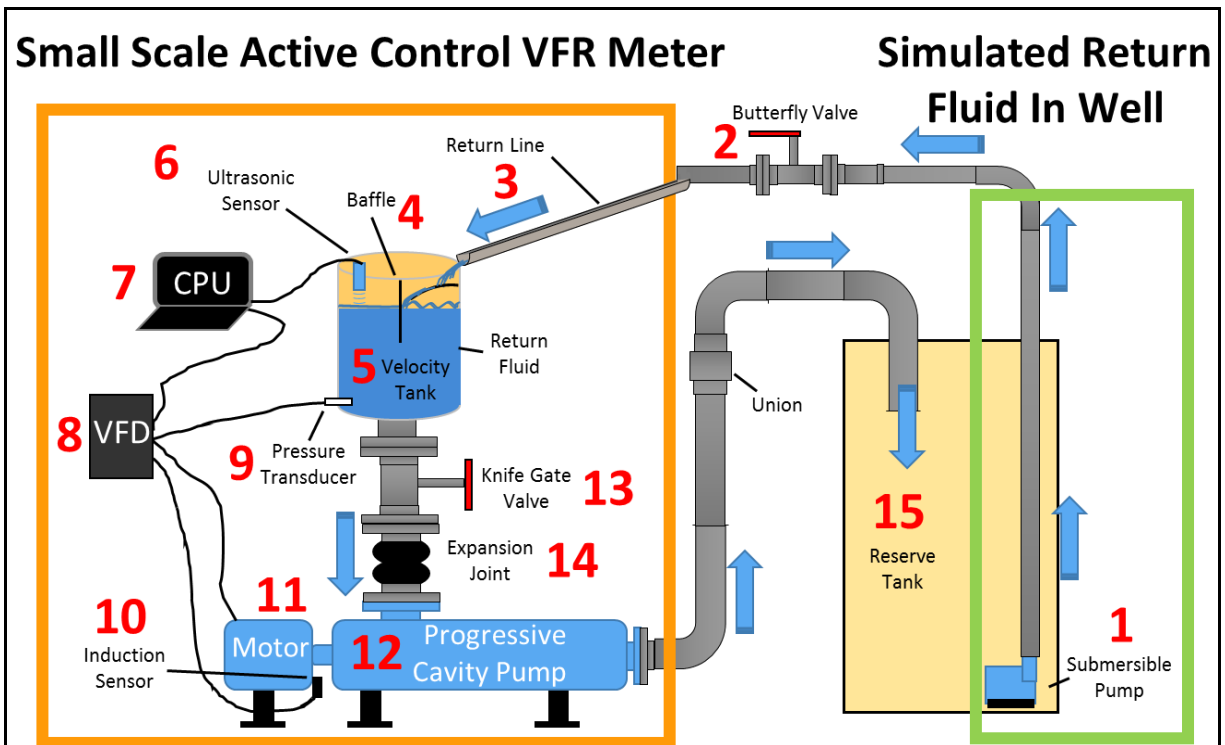 Small Scale Active Control VFR Meter
Simulated Return
Fluid In Well
Butterfly Valve
2
Return Line
3
6
Ultrasonic
Sensor
Baffle
4
7
CPU
5
Velocity
Tank
Return
Fluid
Union
8
VFD
9
Pressure
Transducer
Knife Gate
Valve
13
Expansion
Joint
14
15
Reserve
Tank
10
Induction
Sensor
11
Motor
12
Progressive
Cavity Pump
1
Submersible
Pump